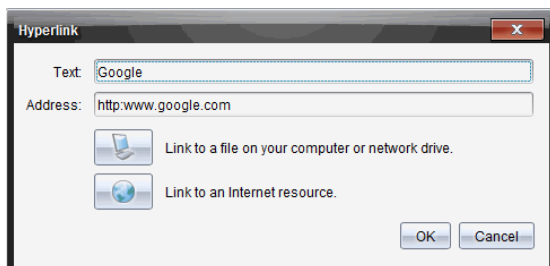 Hyperlink
Text: Google
Address: http:www.google.com
Link to a file on your computer or network drive.
Link to an Internet resource.
OK Cancel